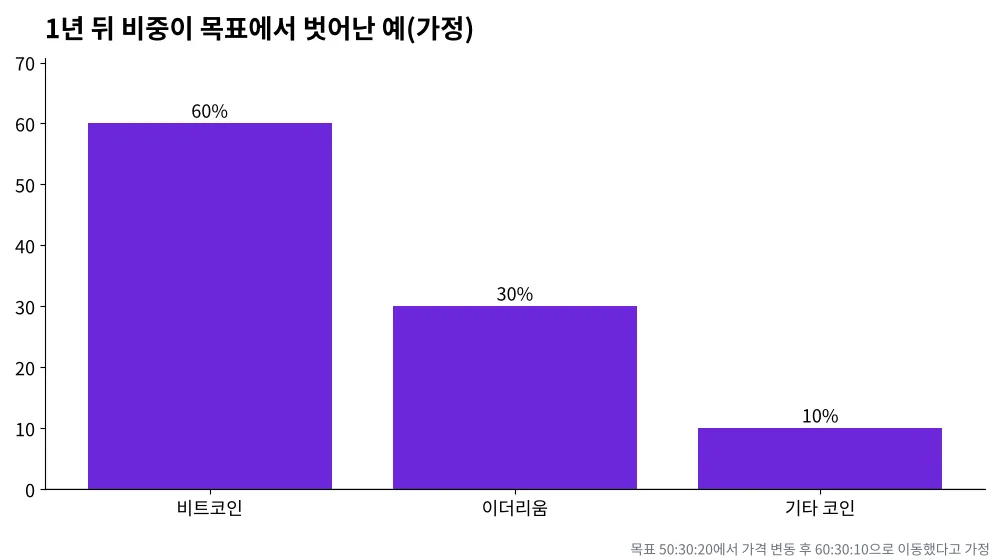 1년 뒤 비중이 목표에서 벗어난 예(가정)
70
60
50
40
30
20
10
0
60%
30%
10%
비트코인
이더리움
기타 코인
목표 50:30:20에서 가격 변동 후 60:30:10으로 이동했다고 가정